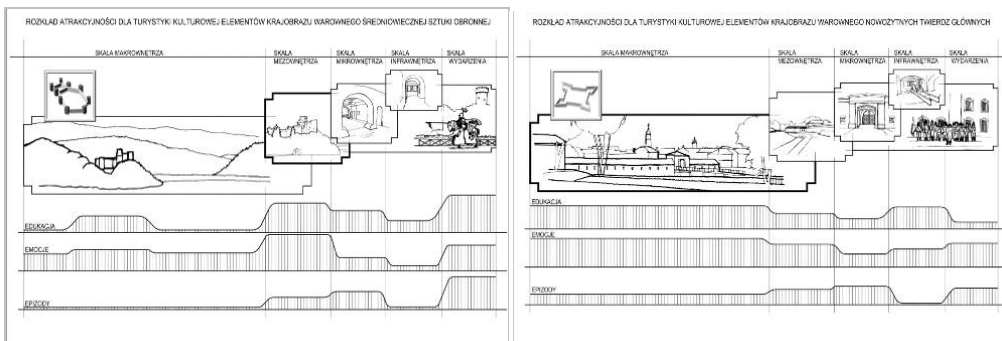 ROZKŁAD ATRAKCYJNOŚCI DLA TURYSTYKI KULTUROWEJ ELEMENTÓW KRAJOBRAZU WAROWNEGO ŚREDNIOWIECZNEJ SZTUKI OBRONNEJ
SKALA MAKROWNĘTRZA
SKALA MEZOWNĘTRZA
SKALA MIKROWNĘTRZA
SKALA INFRAWNĘTRZA
SKALA WYDARZENIA
EDUKACJA
EMOCJE
EPIZODY
ROZKŁAD ATRAKCYJNOŚCI DLA TURYSTYKI KULTUROWEJ ELEMENTÓW KRAJOBRAZU WAROWNEGO NOWOŻYTNYCH TWIERDZ GŁÓWNYCH
SKALA MAKROWNĘTRZA
SKALA MEZOWNĘTRZA
SKALA MIKROWNĘTRZA
SKALA INFRAWNĘTRZA
SKALA WYDARZENIA
EDUKACJA
EMOCJE
EPIZODY